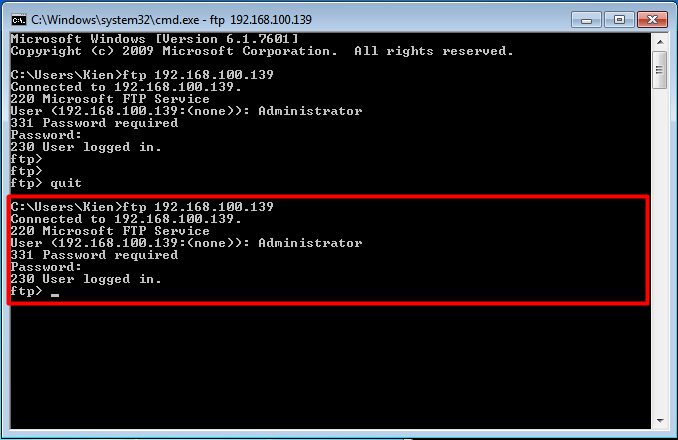 C:\Windows\system32\cmd.exe - ftp 192.168.100.139
Microsoft Windows [Version 6.1.7601]
Copyright (c) 2009 Microsoft Corporation.  All rights reserved.
C:\Users\Kien>ftp 192.168.100.139
Connected to 192.168.100.139.
220 Microsoft FTP Service
User (192.168.100.139:(none)): Administrator
331 Password required
Password:
230 User logged in.
ftp>
ftp>
ftp> quit
C:\Users\Kien>ftp 192.168.100.139
Connected to 192.168.100.139.
220 Microsoft FTP Service
User (192.168.100.139:(none)): Administrator
331 Password required
Password:
230 User logged in.
ftp> _